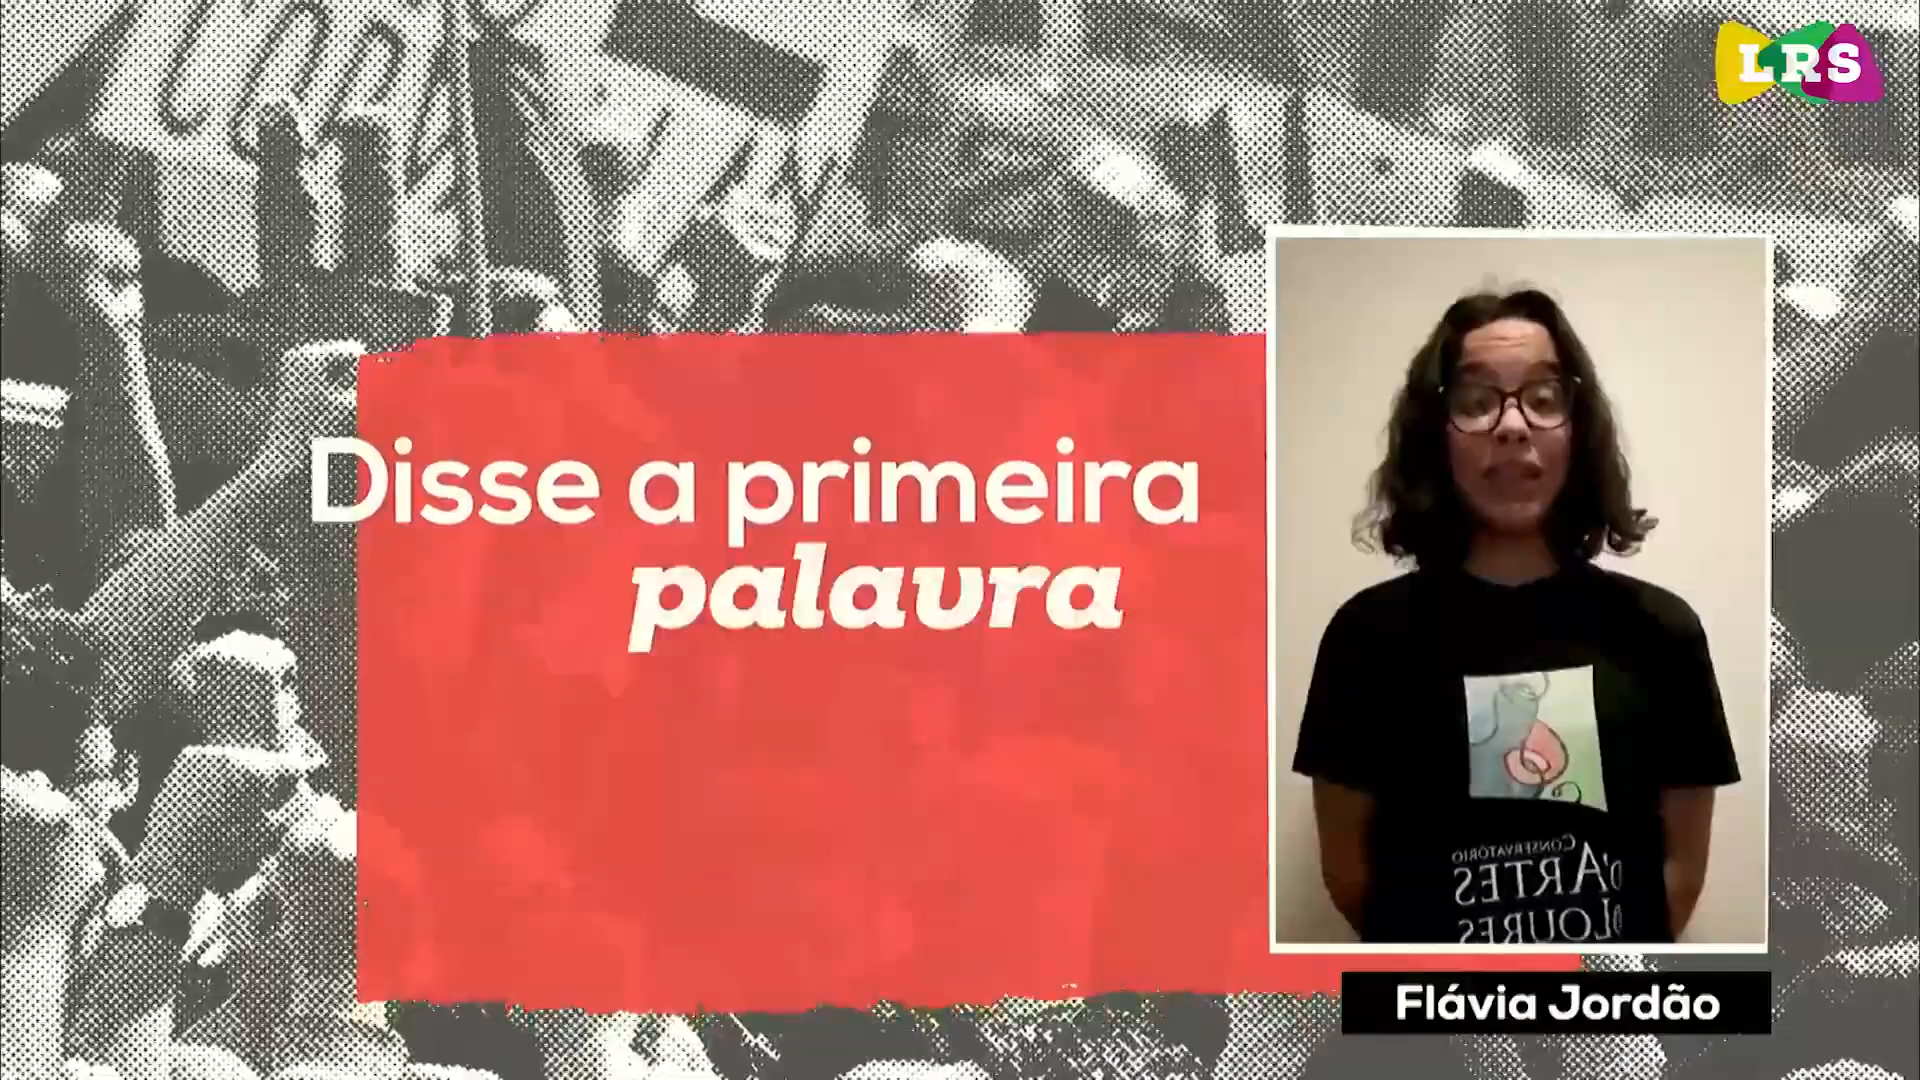 LRS
Disse a primeira
palavra
CONSERVATÓRIO
D'ARTES
LOURES
Flávia Jordão